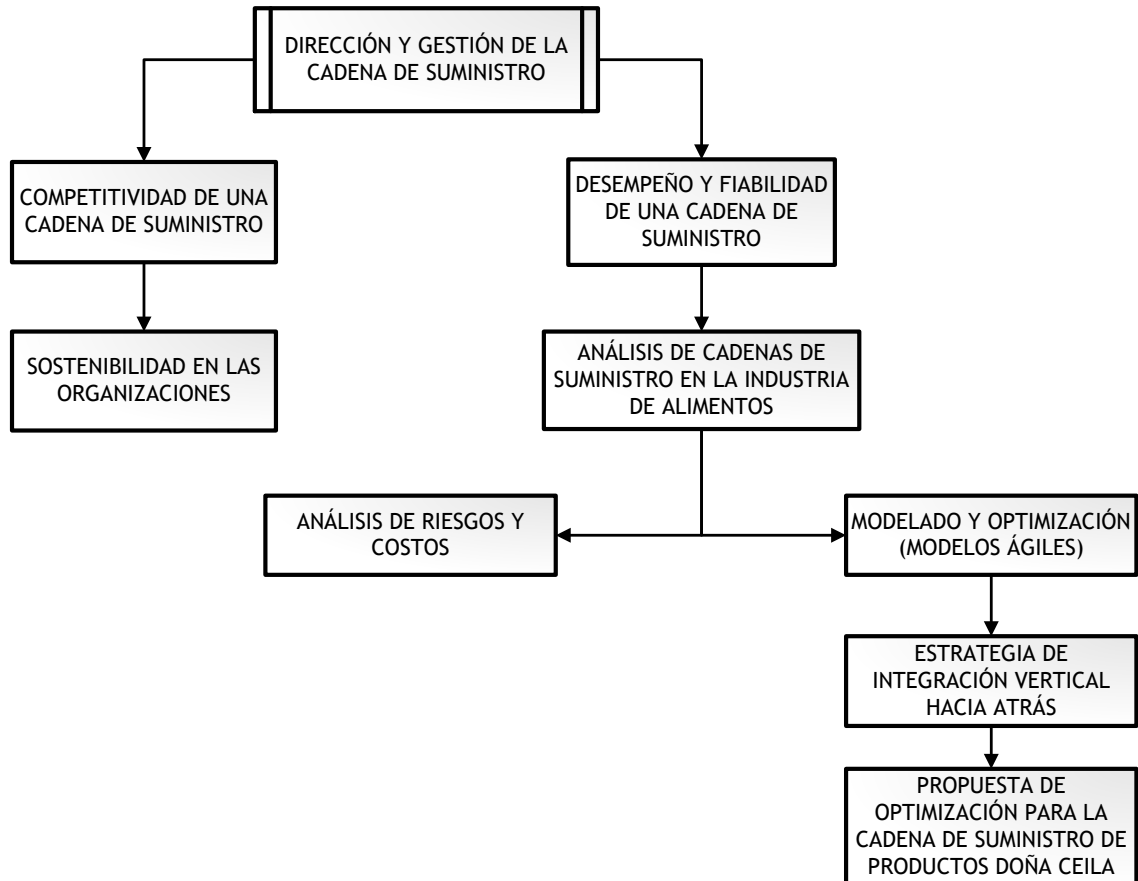 DIRECCIÓN Y GESTIÓN DE LA
CADENA DE SUMINISTRO
COMPETITIVIDAD DE UNA
CADENA DE SUMINISTRO
DESEMPEÑO Y FIABILIDAD
DE UNA CADENA DE
SUMINISTRO
SOSTENIBILIDAD EN LAS
ORGANIZACIONES
ANÁLISIS DE CADENAS DE
SUMINISTRO EN LA INDUSTRIA
DE ALIMENTOS
ANÁLISIS DE RIESGOS Y
COSTOS
MODELADO Y OPTIMIZACIÓN
(MODELOS ÁGILES)
ESTRATEGIA DE
INTEGRACIÓN VERTICAL
HACIA ATRÁS
PROPUESTA DE
OPTIMIZACIÓN PARA LA
CADENA DE SUMINISTRO DE
PRODUCTOS DOÑA CEILA